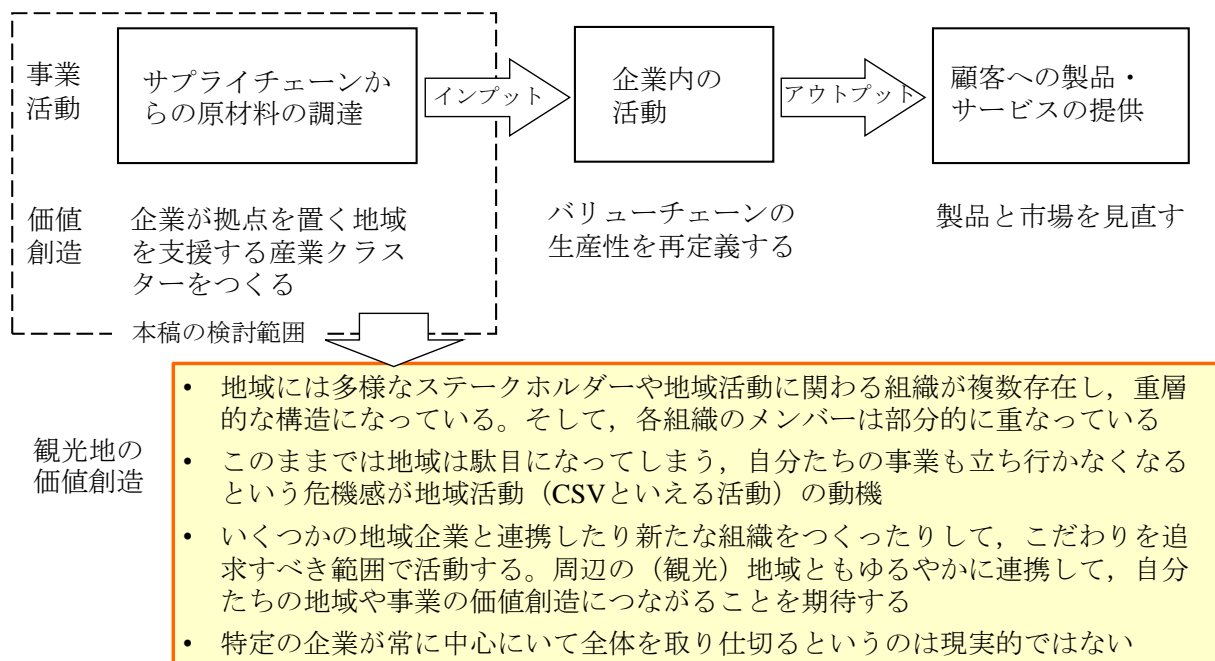 事業
活動
サプライチェーンか
らの原材料の調達
インプット
企業内の
活動
アウトプット
顧客への製品・
サービスの提供
価値
創造
企業が拠点を置く地域
を支援する産業クラス
ターをつくる
バリューチェーンの
生産性を再定義する
製品と市場を見直す
本稿の検討範囲
観光地の
価値創造
• 地域には多様なステークホルダーや地域活動に関わる組織が複数存在し，重層
的な構造になっている。そして，各組織のメンバーは部分的に重なっている
• このままでは地域は駄目になってしまう，自分たちの事業も立ち行かなくなる
という危機感が地域活動（CSVといえる活動）の動機
• いくつかの地域企業と連携したり新たな組織をつくったりして，こだわりを追
求すべき範囲で活動する。周辺の（観光）地域ともゆるやかに連携して，自分
たちの地域や事業の価値創造につながることを期待する
• 特定の企業が常に中心にいて全体を取り仕切るというのは現実的ではない